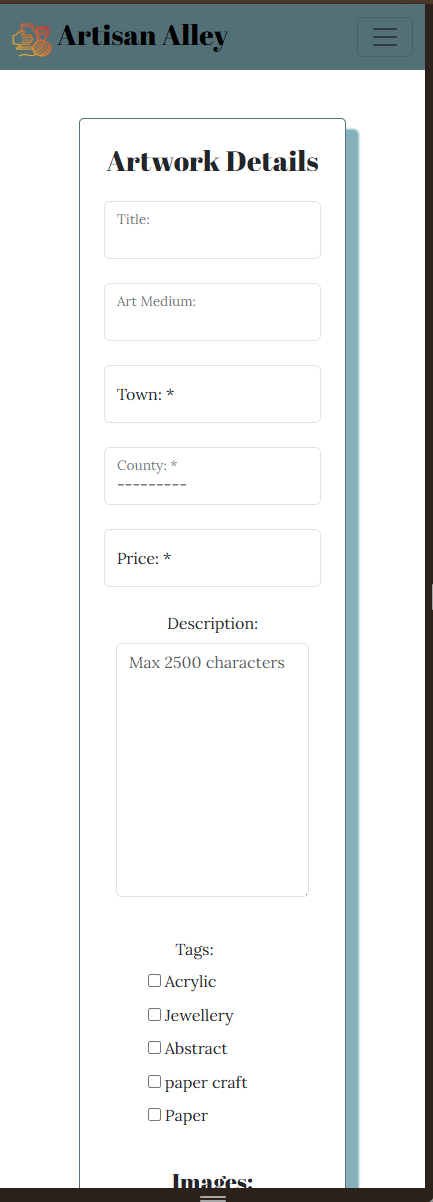 Artisan Alley
Artwork Details
Title:
Art Medium:
Town: *
County: *
---------
Price: *
Description:
Max 2500 characters
Tags:
Acrylic
Jewellery
Abstract
paper craft
Paper
Images: